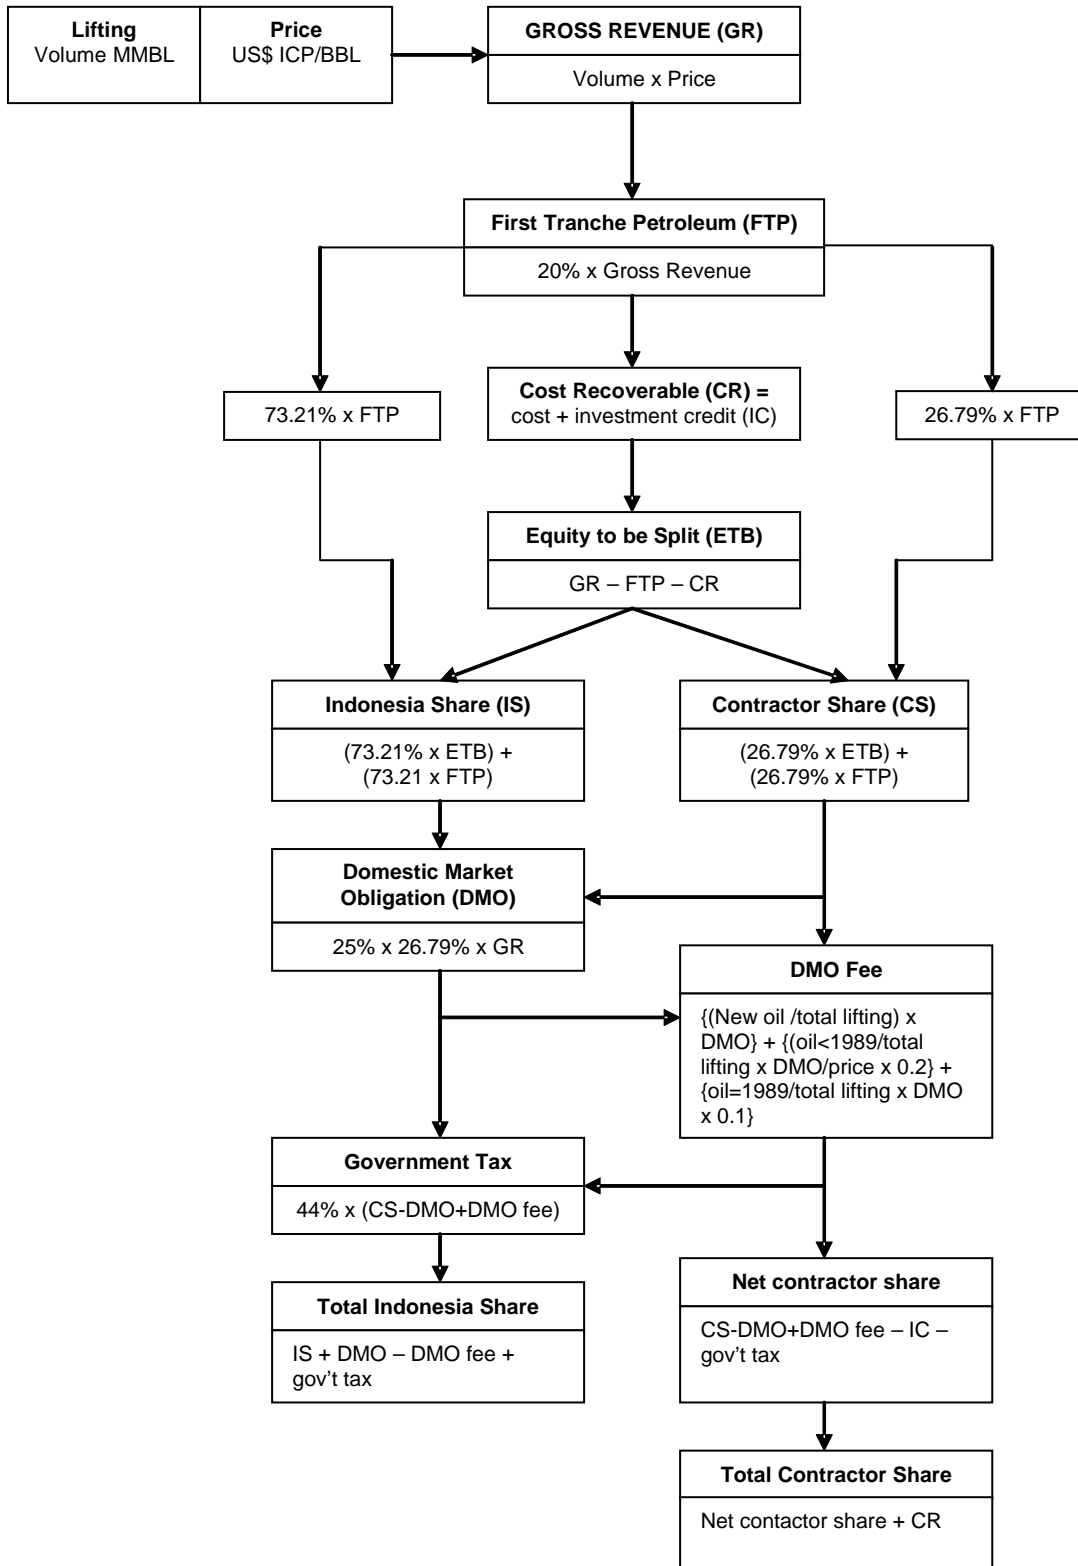 Lifting
Volume MMBL
Price
US$ ICP/BBL
GROSS REVENUE (GR)
Volume x Price
First Tranche Petroleum (FTP)
20% x Gross Revenue
73.21% x FTP
Cost Recoverable (CR) =
cost + investment credit (IC)
26.79% x FTP
Equity to be Split (ETB)
GR – FTP – CR
Indonesia Share (IS)
(73.21% x ETB) +
(73.21 x FTP)
Contractor Share (CS)
(26.79% x ETB) +
(26.79% x FTP)
Domestic Market
Obligation (DMO)
25% x 26.79% x GR
DMO Fee
{(New oil /total lifting) x
DMO} + {(oil<1989/total
lifting x DMO/price x 0.2} +
{oil=1989/total lifting x DMO
x 0.1}
Government Tax
44% x (CS-DMO+DMO fee)
Total Indonesia Share
IS + DMO – DMO fee +
gov’t tax
Net contractor share
CS-DMO+DMO fee – IC –
gov’t tax
Total Contractor Share
Net contactor share + CR